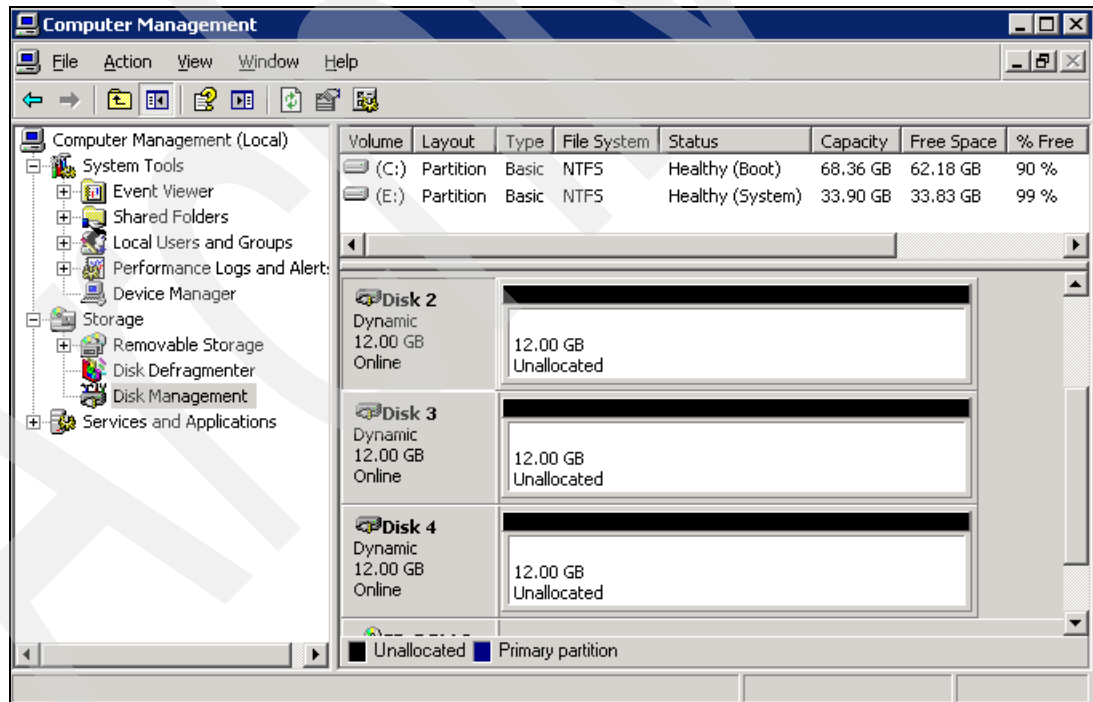 Computer Management
File Action View Window Help
Computer Management (Local)
System Tools
Event Viewer
Shared Folders
Local Users and Groups
Performance Logs and Alert
Device Manager
Storage
Removable Storage
Disk Defragmenter
Disk Management
Services and Applications
Volume Layout Type File System Status Capacity Free Space % Free
(C:) Partition Basic NTFS Healthy (Boot) 68.36 GB 62.18 GB 90 %
(E:) Partition Basic NTFS Healthy (System) 33.90 GB 33.83 GB 99 %
Disk 2
Dynamic
12.00 GB
Online
12.00 GB
Unallocated
Disk 3
Dynamic
12.00 GB
Online
12.00 GB
Unallocated
Disk 4
Dynamic
12.00 GB
Online
12.00 GB
Unallocated
Unallocated Primary partition